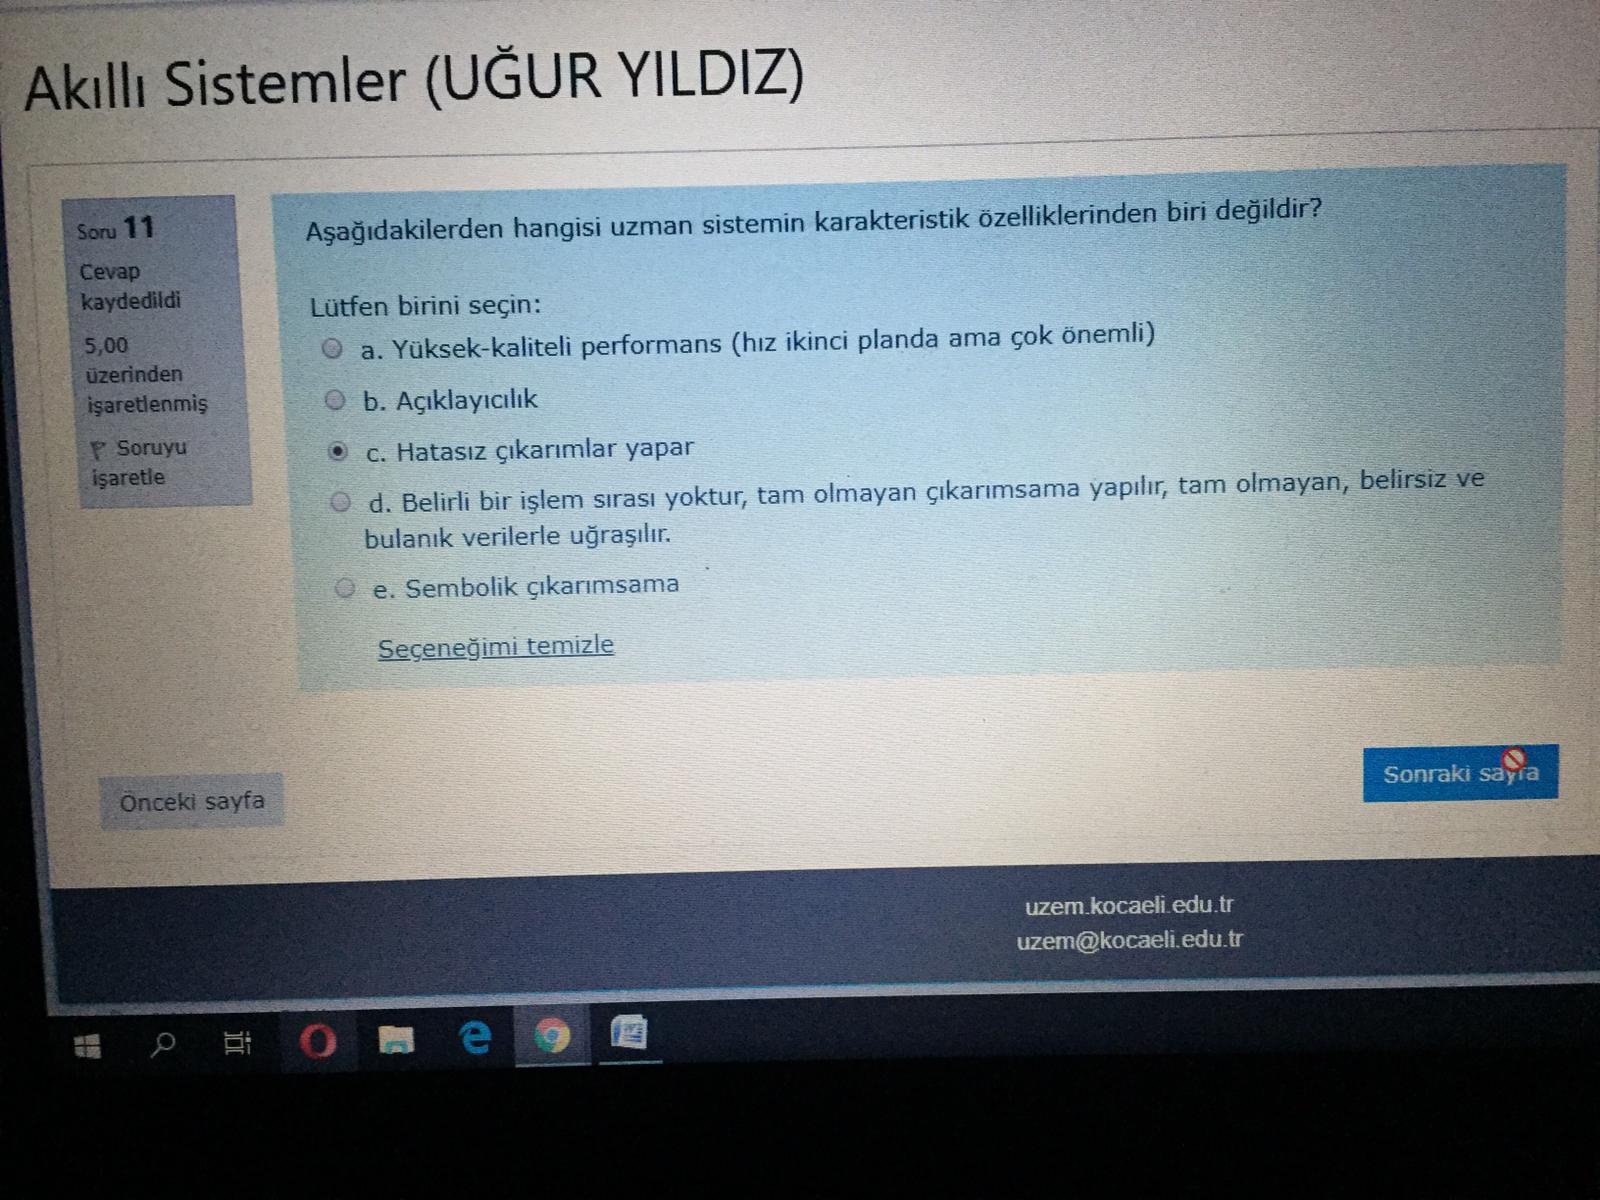 Akıllı Sistemler (UĞUR YILDIZ)
Soru 11
Cevap
kaydedildi
5,00
üzerinden
işaretlenmiş
Soruyu
işaretle
Aşağıdakilerden hangisi uzman sistemin karakteristik özelliklerinden biri değildir?
Lütfen birini seçin:
a. Yüksek-kaliteli performans (hız ikinci planda ama çok önemli)
b. Açıklayıcılık
c. Hatasız çıkarımlar yapar
d. Belirli bir işlem sırası yoktur, tam olmayan çıkarımsama yapılır, tam olmayan, belirsiz ve
bulanık verilerle uğraşılır.
e. Sembolik çıkarımsama
Seçeneğimi temizle
Önceki sayfa
Sonraki sayfa
uzem.kocaeli.edu.tr
uzem@kocaeli.edu.tr